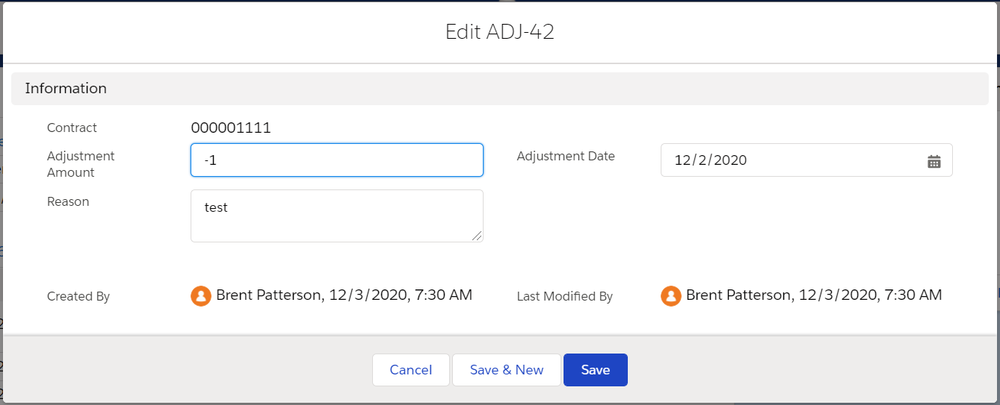 Edit ADJ-42
Information
Contract
000001111
Adjustment
Amount
-1
Adjustment Date
12/2/2020
Reason
test
Created By
Brent Patterson, 12/3/2020, 7:30 AM
Last Modified By
Brent Patterson, 12/3/2020, 7:30 AM
Cancel
Save & New
Save